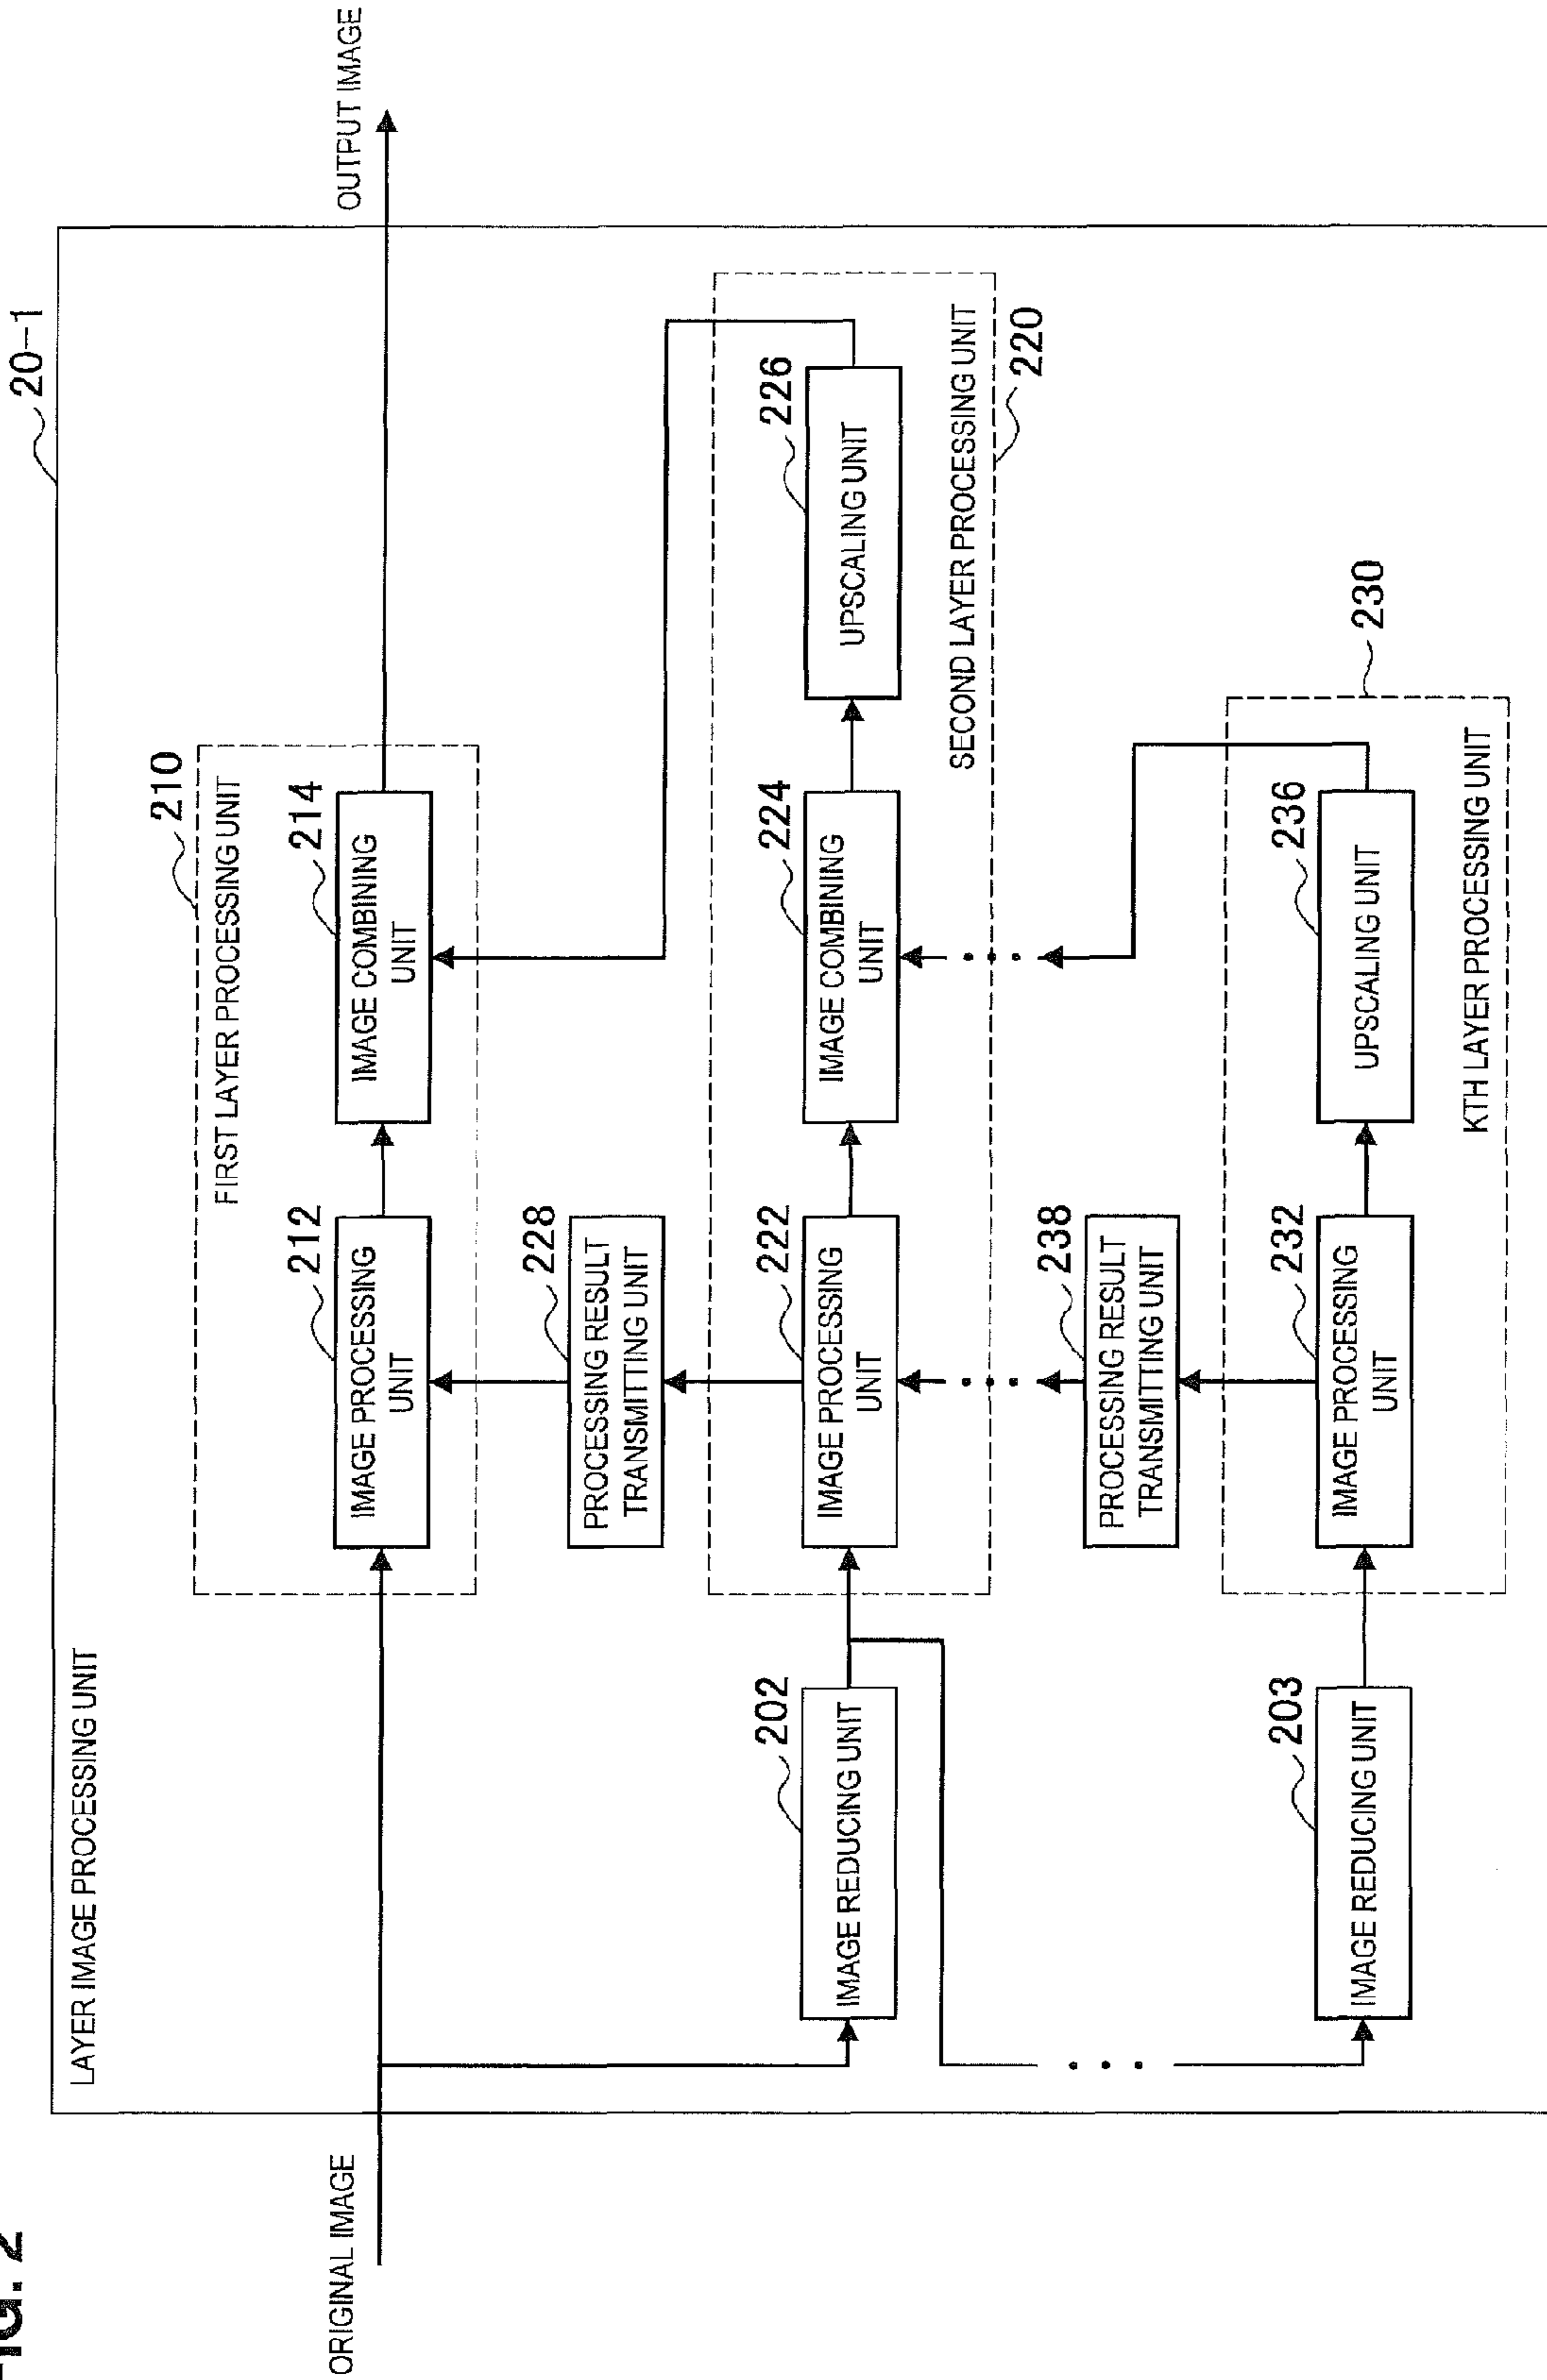 FIG. 2
20-1
LAYER IMAGE PROCESSING UNIT
ORIGINAL IMAGE
OUTPUT IMAGE
210
FIRST LAYER PROCESSING UNIT
212
IMAGE PROCESSING
UNIT
214
IMAGE COMBINING
UNIT
228
PROCESSING RESULT
TRANSMITTING UNIT
202
IMAGE REDUCING UNIT
222
IMAGE PROCESSING
UNIT
224
IMAGE COMBINING
UNIT
226
UPSCALING UNIT
SECOND LAYER PROCESSING UNIT
220
238
PROCESSING RESULT
TRANSMITTING UNIT
203
IMAGE REDUCING UNIT
232
IMAGE PROCESSING
UNIT
236
UPSCALING UNIT
230
KTH LAYER PROCESSING UNIT